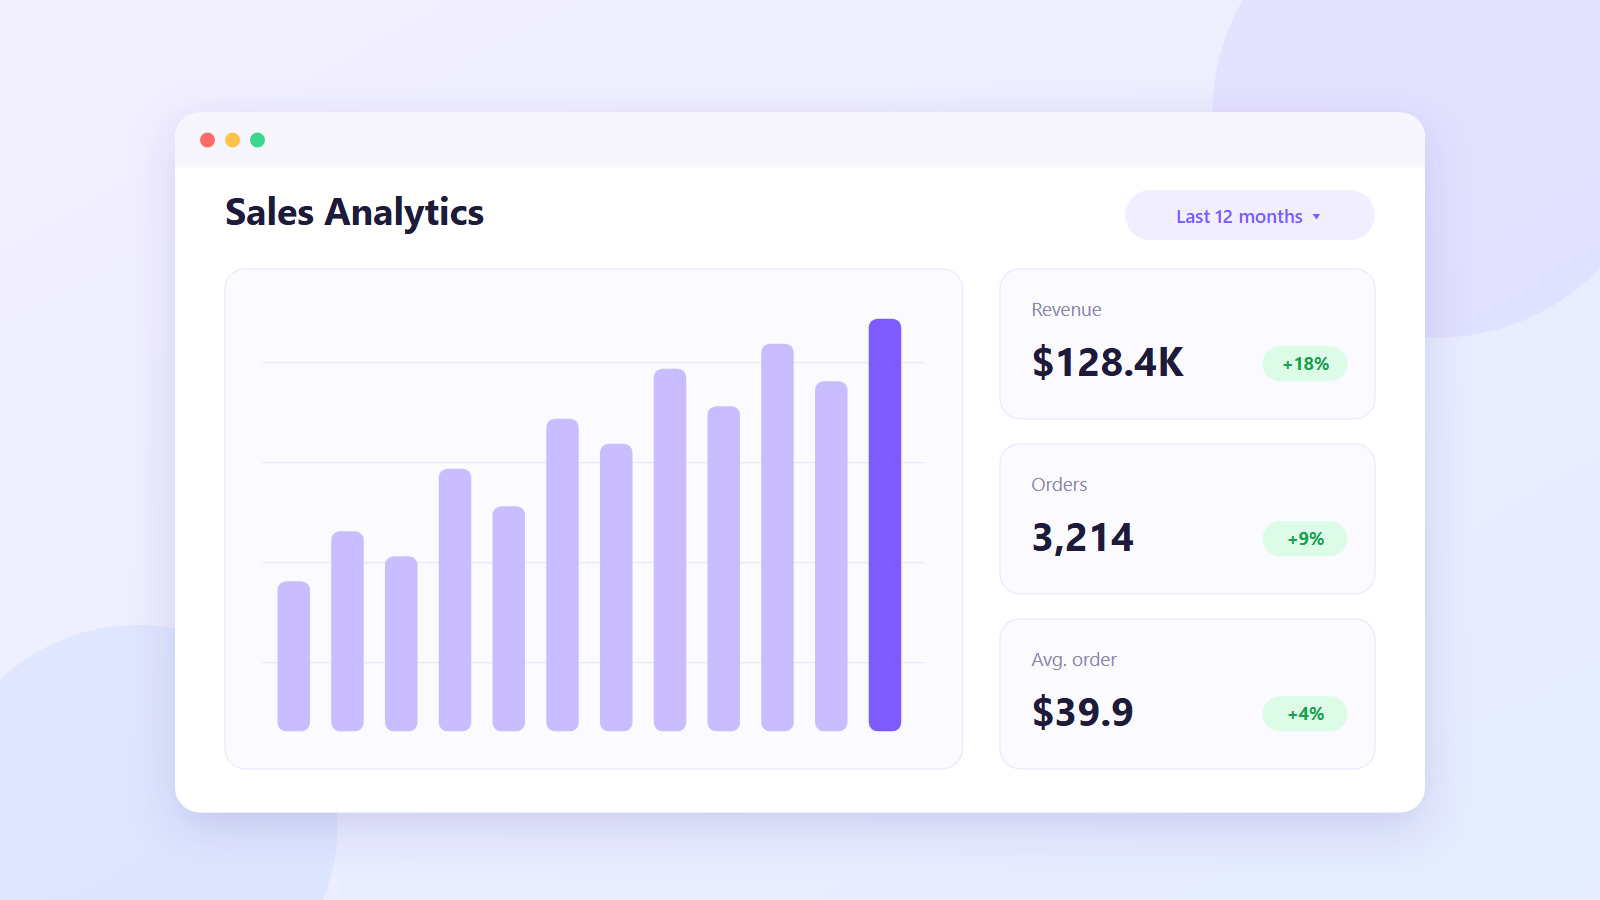 Sales Analytics
Last 12 months ▾
Revenue
$128.4K
+18%
Orders
3,214
+9%
Avg. order
$39.9
+4%